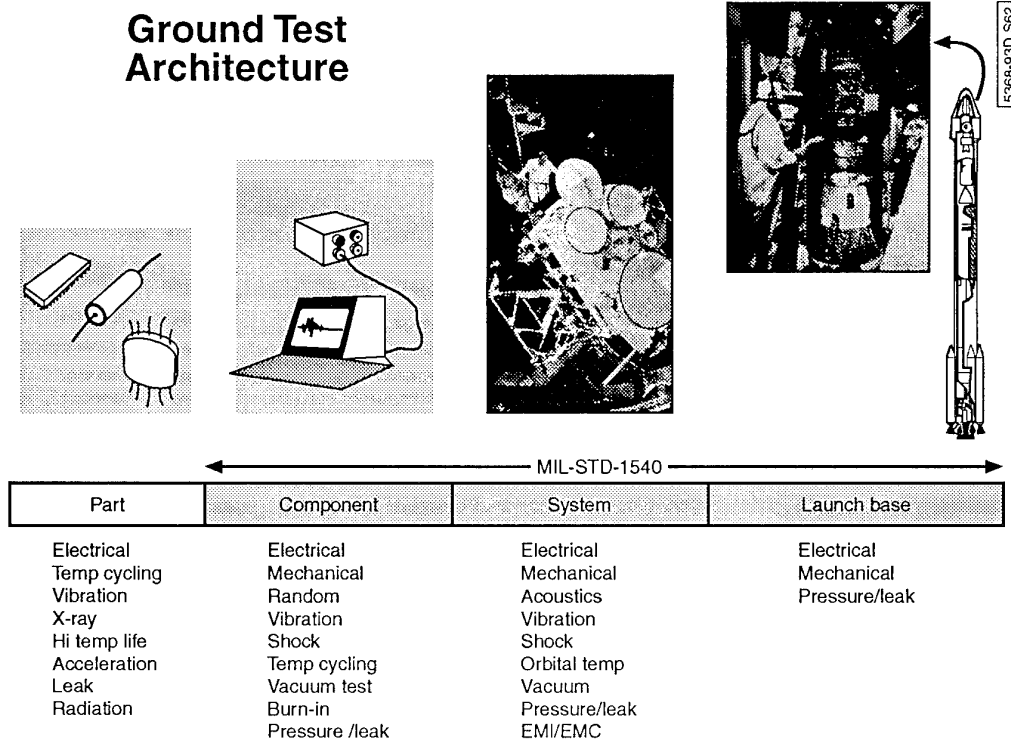 Ground Test
Architecture
5368-93D S62
MIL-STD-1540
Part
Component
System
Launch base
Electrical
Temp cycling
Vibration
X-ray
Hi temp life
Acceleration
Leak
Radiation
Electrical
Mechanical
Random
Vibration
Shock
Temp cycling
Vacuum test
Burn-in
Pressure /leak
Electrical
Mechanical
Acoustics
Vibration
Shock
Orbital temp
Vacuum
Pressure/leak
EMI/EMC
Electrical
Mechanical
Pressure/leak